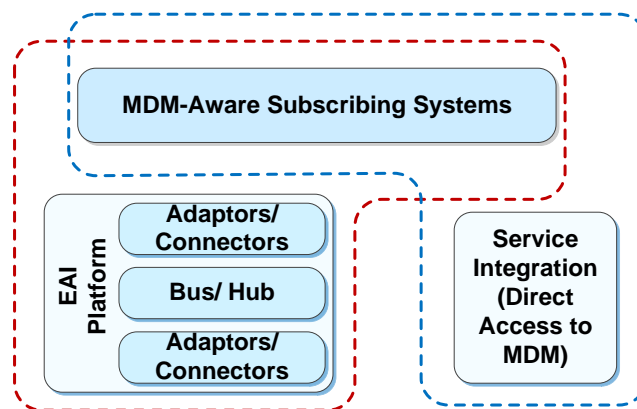 MDM-Aware Subscribing Systems
EAI
Platform
Adaptors/
Connectors
Bus/ Hub
Adaptors/
Connectors
Service
Integration
(Direct
Access to
MDM)